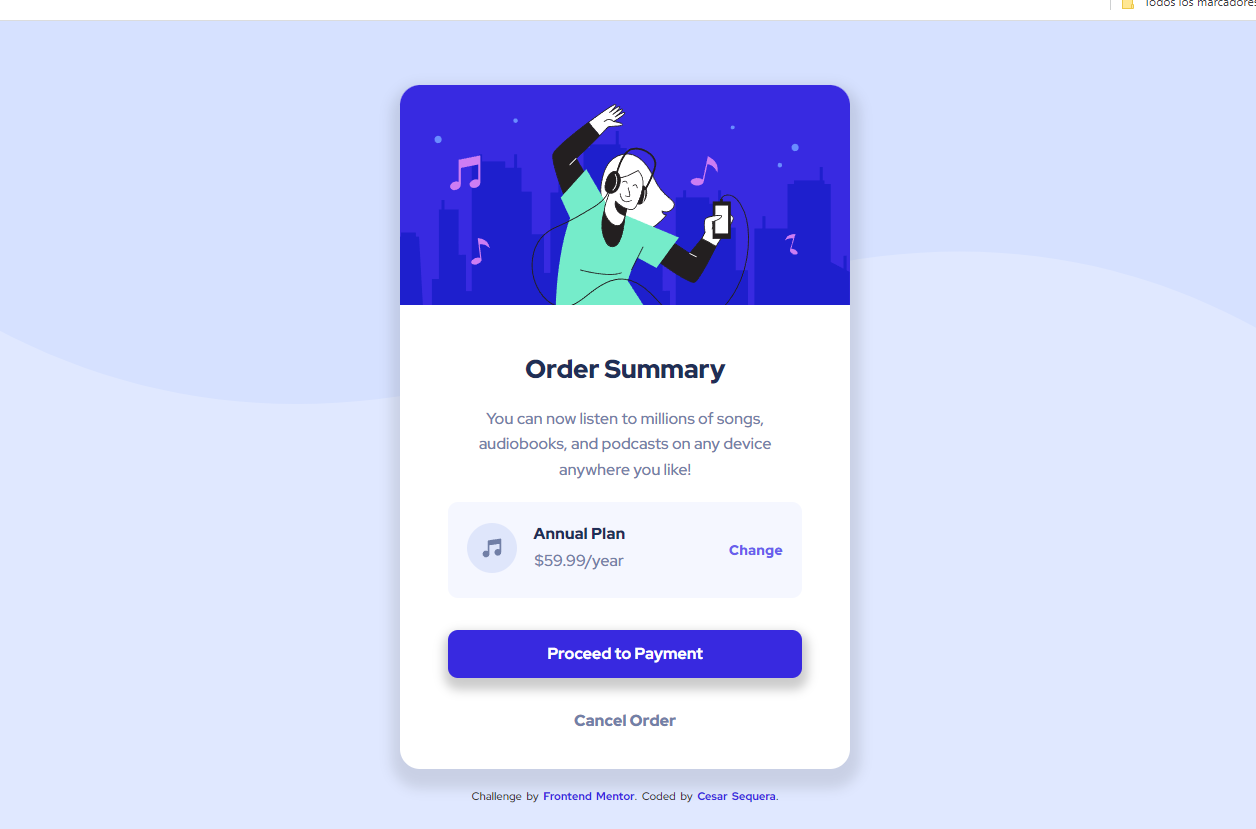 Todos los marcadores
Order Summary
You can now listen to millions of songs,
audiobooks, and podcasts on any device
anywhere you like!
Annual Plan
$59.99/year
Change
Proceed to Payment
Cancel Order
Challenge by Frontend Mentor. Coded by Cesar Sequera.